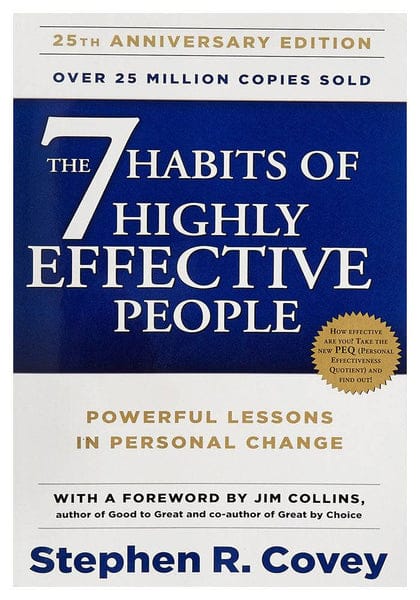 25TH ANNIVERSARY EDITION
OVER 25 MILLION COPIES SOLD
THE 7 HABITS OF
HIGHLY
EFFECTIVE
PEOPLE
HOW EFFECTIVE
ARE YOU? TAKE THE
NEW PEQ (PERSONAL
EFFECTIVENESS
QUOTIENT) AND
FIND OUT!
POWERFUL LESSONS
IN PERSONAL CHANGE
WITH A FOREWORD BY JIM COLLINS,
author of Good to Great and co-author of Great by Choice
Stephen R. Covey